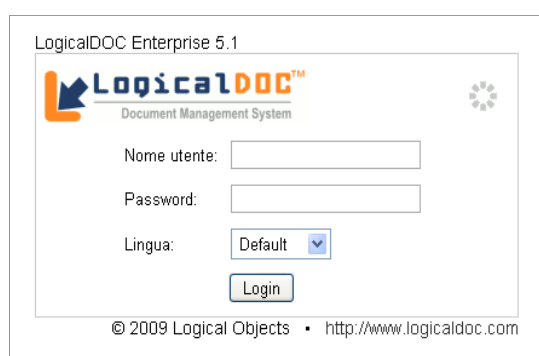 LogicalDOC Enterprise 5.1
LogicalDOC™
Document Management System
Nome utente:
Password:
Lingua: Default
Login
© 2009 Logical Objects • http://www.logicaldoc.com